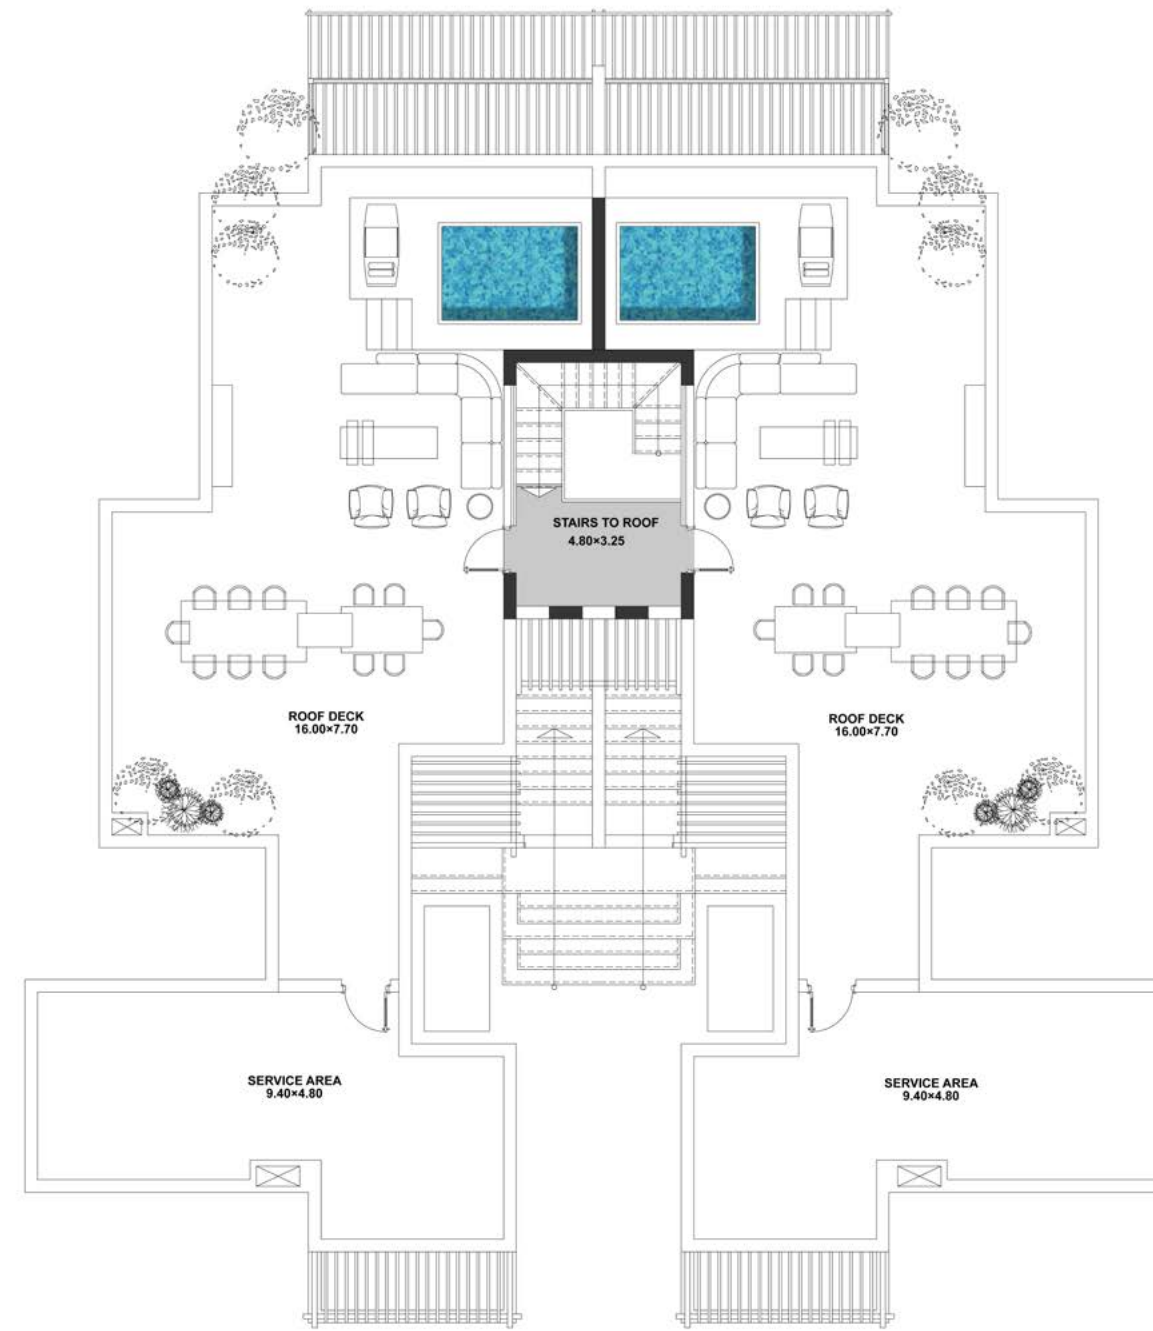 STAIRS TO ROOF
4.80×3.25
ROOF DECK
16.00×7.70
ROOF DECK
16.00×7.70
SERVICE AREA
9.40×4.80
SERVICE AREA
9.40×4.80